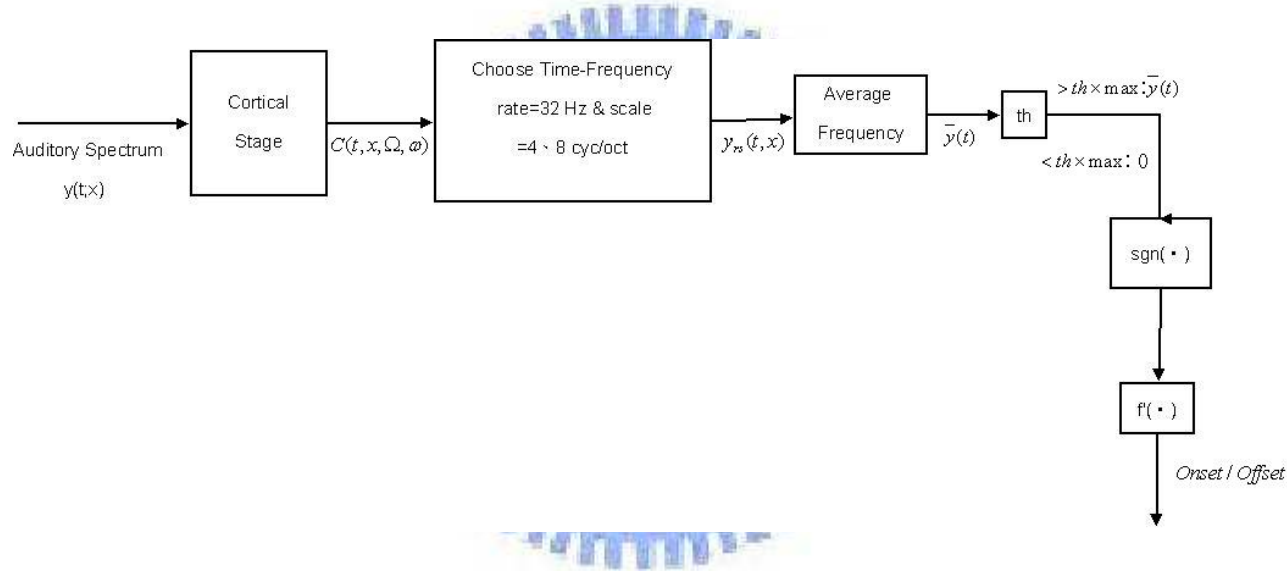 Auditory Spectrum
y(t;x)
Cortical
Stage
C(t, x, Ω, ω)
Choose Time-Frequency
rate=32 Hz & scale
=4、8 cyc/oct
y_rs(t, x)
Average
Frequency
ȳ(t)
th
> th × max: ȳ(t)
< th × max: 0
sgn(▪)
f'(▪)
Onset / Offset